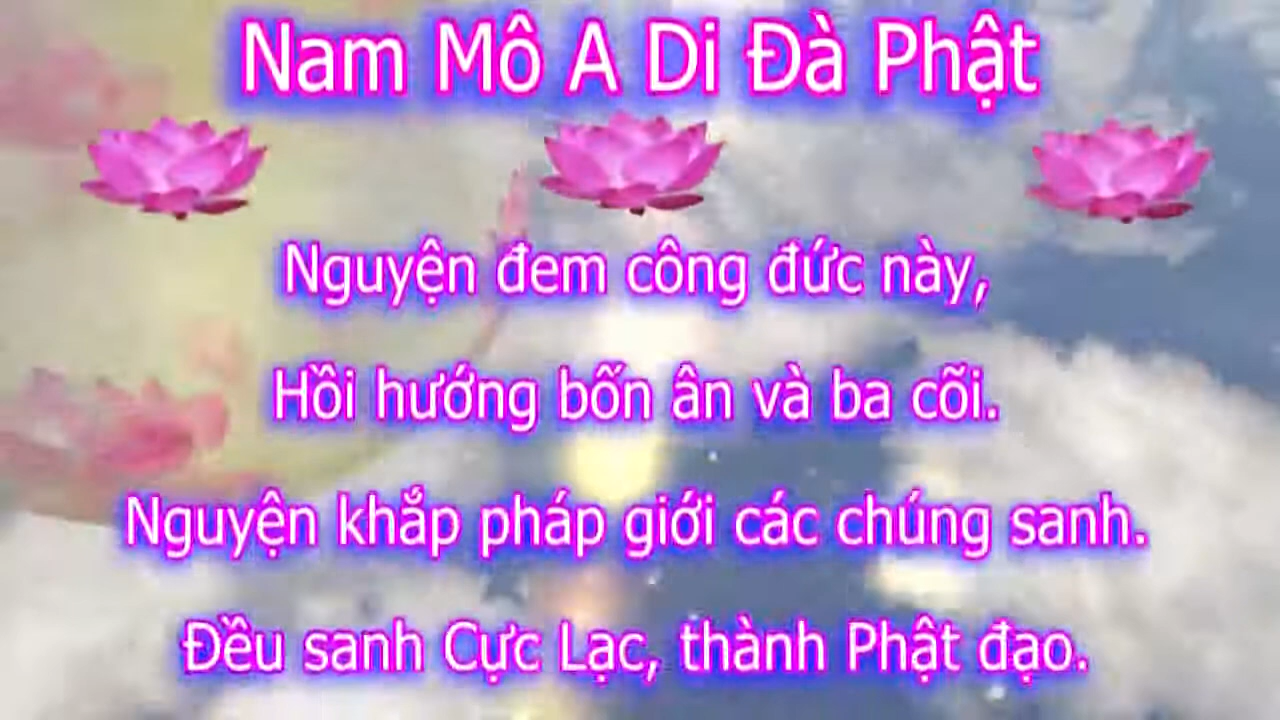 Nam Mô A Di Đà Phật
Nguyện đem công đức này,
Hồi hướng bốn ân và ba cõi.
Nguyện khắp pháp giới các chúng sanh.
Đều sanh Cực Lạc, thành Phật đạo.